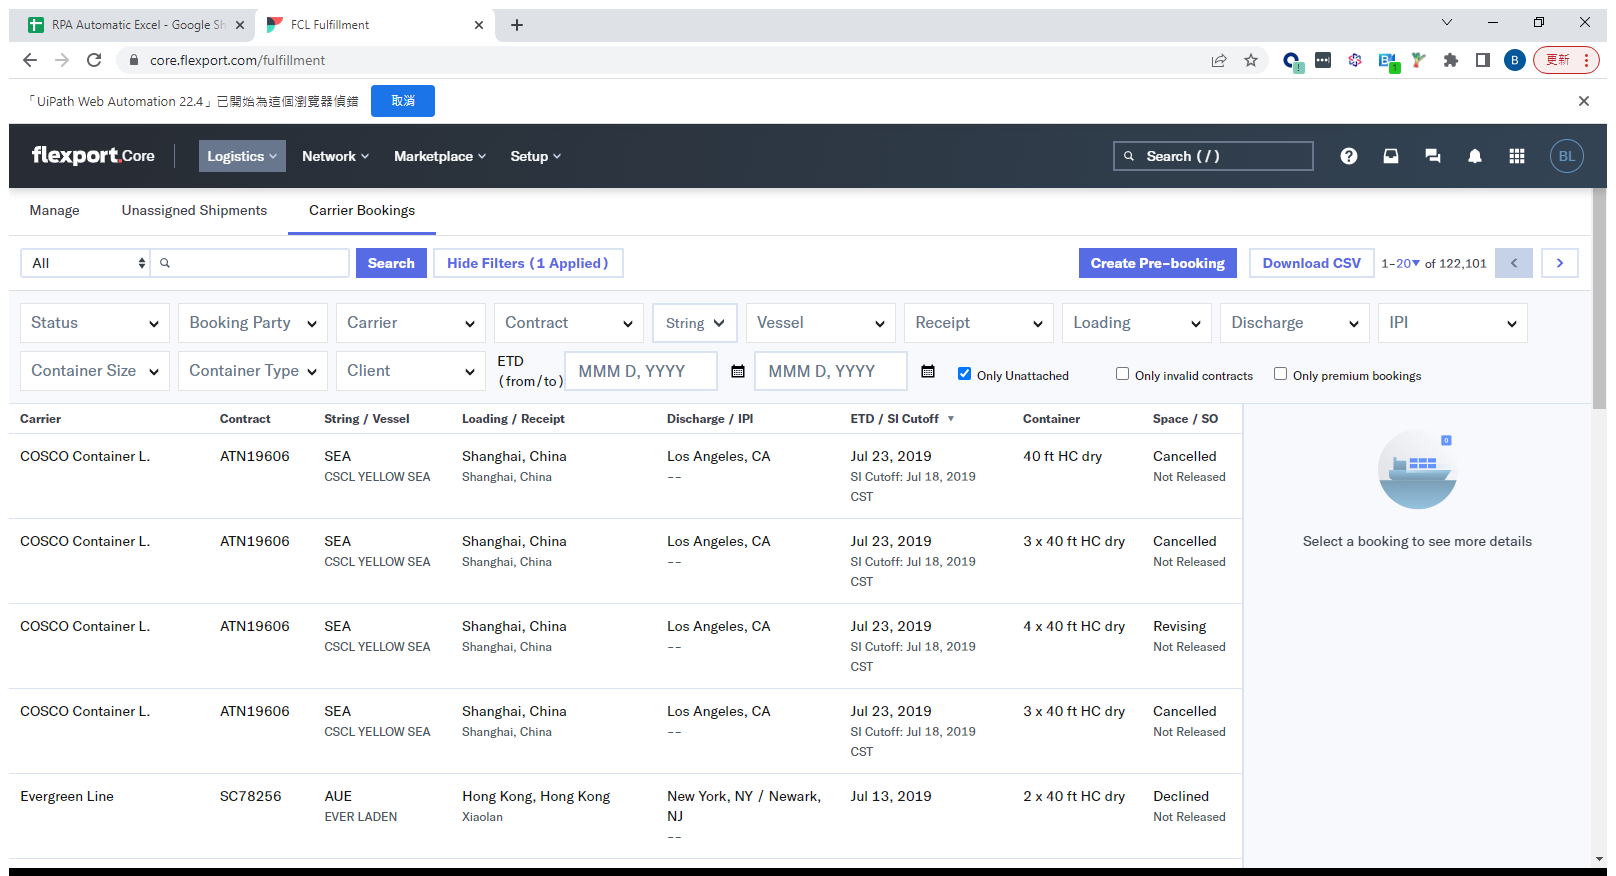 RPA Automatic Excel - Google Sh
FCL Fulfillment
core.flexport.com/fulfillment
1
B
更新
「UiPath Web Automation 22.4」已開始為這個瀏覽器偵錯
取消
flexport.Core
Logistics
Network
Marketplace
Setup
Search ( / )
BL
Manage
Unassigned Shipments
Carrier Bookings
All
Search
Hide Filters (1 Applied)
Create Pre-booking
Download CSV
1-20▾ of 122,101
Status
Booking Party
Carrier
Contract
String
Vessel
Receipt
Loading
Discharge
IPI
Container Size
Container Type
Client
ETD
(from/to)
MMM D, YYYY
MMM D, YYYY
Only Unattached
Only invalid contracts
Only premium bookings
Carrier Contract String / Vessel Loading / Receipt Discharge / IPI ETD / SI Cutoff ▾ Container Space / SO
COSCO Container L. ATN19606 SEA Shanghai, China Los Angeles, CA Jul 23, 2019 40 ft HC dry Cancelled
CSCL YELLOW SEA Shanghai, China -- SI Cutoff: Jul 18, 2019 Not Released
CST
COSCO Container L. ATN19606 SEA Shanghai, China Los Angeles, CA Jul 23, 2019 3 x 40 ft HC dry Cancelled
CSCL YELLOW SEA Shanghai, China -- SI Cutoff: Jul 18, 2019 Not Released
CST
COSCO Container L. ATN19606 SEA Shanghai, China Los Angeles, CA Jul 23, 2019 4 x 40 ft HC dry Revising
CSCL YELLOW SEA Shanghai, China -- SI Cutoff: Jul 18, 2019 Not Released
CST
COSCO Container L. ATN19606 SEA Shanghai, China Los Angeles, CA Jul 23, 2019 3 x 40 ft HC dry Cancelled
CSCL YELLOW SEA Shanghai, China -- SI Cutoff: Jul 18, 2019 Not Released
CST
Evergreen Line SC78256 AUE Hong Kong, Hong Kong New York, NY / Newark, Jul 13, 2019 2 x 40 ft HC dry Declined
EVER LADEN Xiaolan NJ Not Released
--
0
Select a booking to see more details